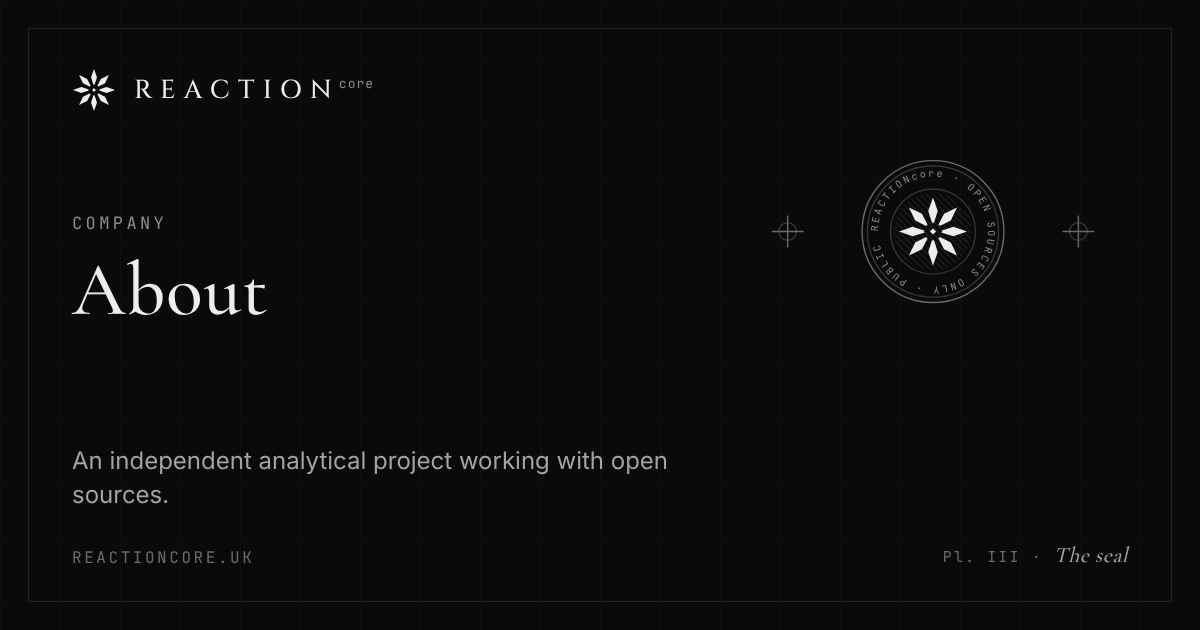 REACTION core
COMPANY
About
REACTIONcore · OPEN SOURCES ONLY · PUBLIC
An independent analytical project working with open
sources.
REACTIONCORE.UK
Pl. III · The seal